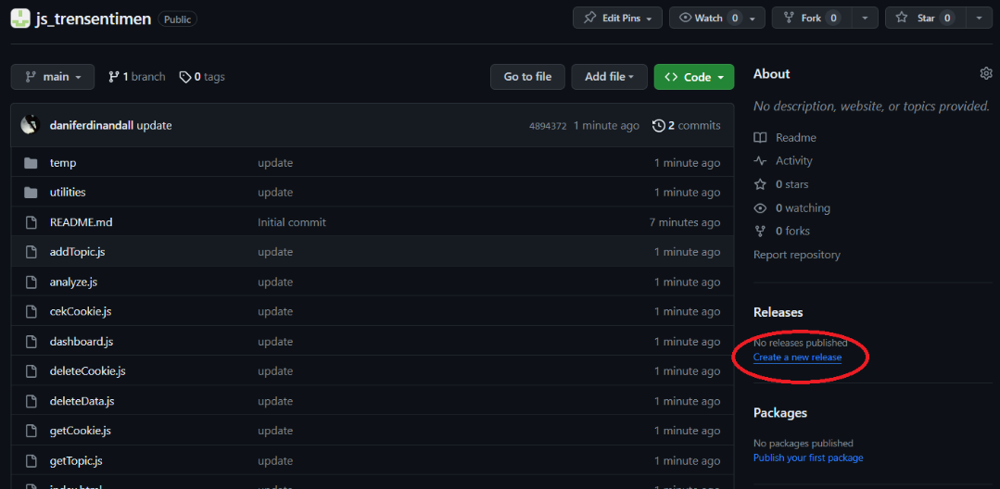 js_trensentimen Public Edit Pins Watch 0 Fork 0 Star 0
main 1 branch 0 tags Go to file Add file <> Code
daniferdinandall update 4894372 1 minute ago 2 commits
temp update 1 minute ago
utilities update 1 minute ago
README.md Initial commit 7 minutes ago
addTopic.js update 1 minute ago
analyze.js update 1 minute ago
cekCookie.js update 1 minute ago
dashboard.js update 1 minute ago
deleteCookie.js update 1 minute ago
deleteData.js update 1 minute ago
getCookie.js update 1 minute ago
getTopic.js update 1 minute ago
index.html update 1 minute ago
About
No description, website, or topics provided.
Readme
Activity
0 stars
0 watching
0 forks
Report repository
Releases
No releases published
Create a new release
Packages
No packages published
Publish your first package